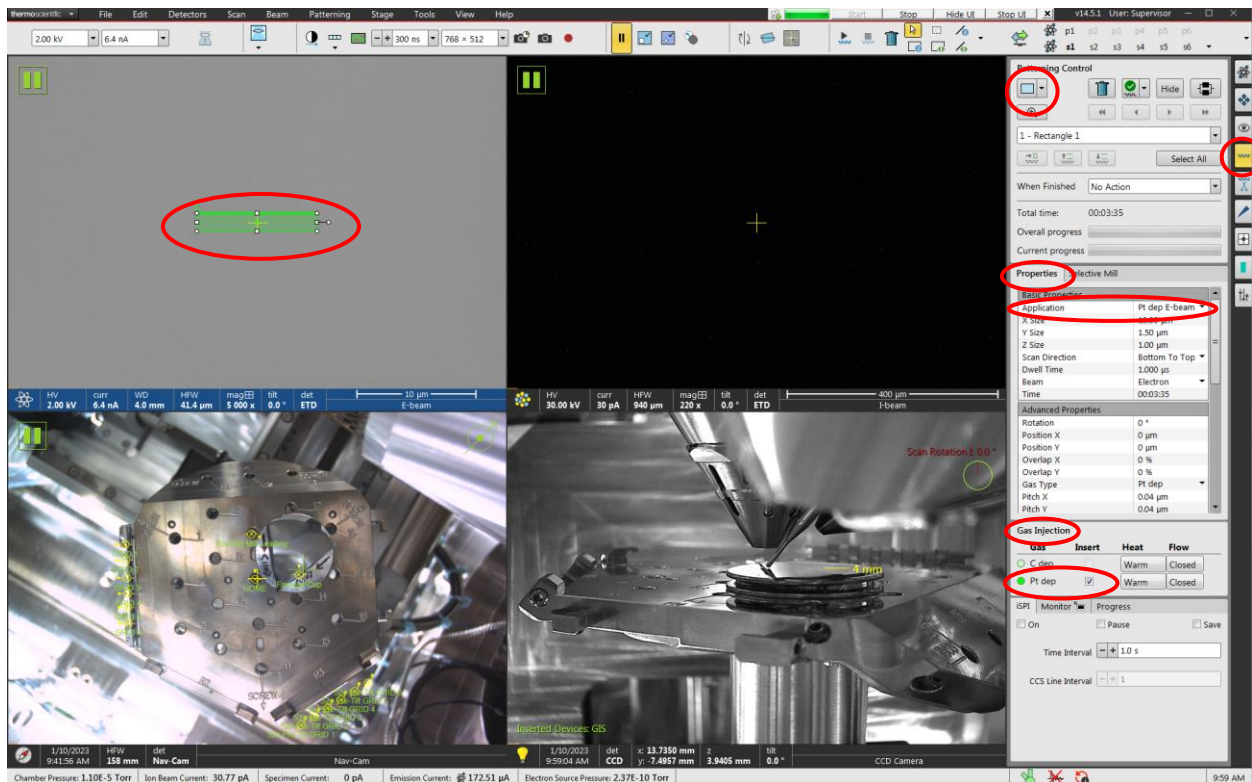 thermoscientific File Edit Detectors Scan Beam Patterning Stage Tools View Help Start Stop Hide UI Stop UI X v14.5.1 User: Supervisor
2.00 kV 6.4 nA 300 ns 768 × 512 p1 p2 p3 p4 p5 p6
s1 s2 s3 s4 s5 s6
Patterning Control
Hide
1 - Rectangle 1
Select All
When Finished No Action
Total time: 00:03:35
Overall progress
Current progress
Properties Selective Mill
Basic Properties
Application Pt dep E-beam
X Size
Y Size 1.50 µm
Z Size 1.00 µm
Scan Direction Bottom To Top
Dwell Time 1.000 µs
Beam Electron
Time 00:03:35
Advanced Properties
Rotation 0 °
Position X 0 µm
Position Y 0 µm
Overlap X 0 %
Overlap Y 0 %
Gas Type Pt dep
Pitch X 0.04 µm
Pitch Y 0.04 µm
Gas Injection
Gas Insert Heat Flow
C dep Warm Closed
Pt dep Warm Closed
iSPI Monitor Progress
On Pause Save
Time Interval 1.0 s
CCS Line Interval 1
HV curr WD HFW mag tilt det 10 µm
2.00 kV 6.4 nA 4.0 mm 41.4 µm 5 000 x 0.0 ° ETD E-beam
HV curr HFW mag tilt det 400 µm
30.00 kV 30 pA 940 µm 220 x 0.0 ° ETD I-beam
HOME
SCREW
Scan Rotation I: 0.0 °
4 mm
Inserted Devices: GIS
1/10/2023 HFW det
9:41:56 AM 158 mm Nav-Cam Nav-Cam
1/10/2023 det x: 13.7350 mm z tilt
9:59:04 AM CCD y: -7.4957 mm 3.9405 mm 0.0 ° CCD Camera
Chamber Pressure: 1.10E-5 Torr Ion Beam Current: 30.77 pA Specimen Current: 0 pA Emission Current: 172.51 µA Electron Source Pressure: 2.37E-10 Torr 9:59 AM